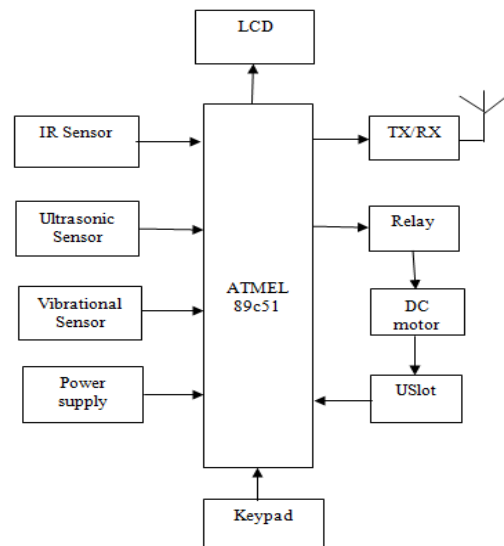 LCD
IR Sensor
TX/RX
Ultrasonic
Sensor
Relay
ATMEL
89c51
Vibrational
Sensor
DC
motor
Power
supply
USlot
Keypad